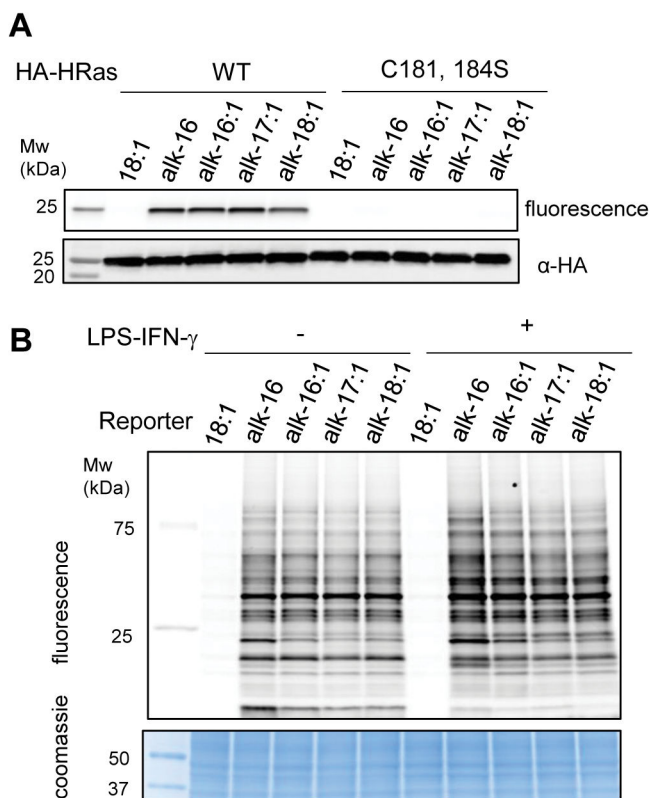 A
HA-HRas WT C181, 184S
Mw
(kDa)
18:1 alk-16 alk-16:1 alk-17:1 alk-18:1 18:1 alk-16 alk-16:1 alk-17:1 alk-18:1
25 fluorescence
25
20
α-HA
B
LPS-IFN-γ - +
Reporter 18:1 alk-16 alk-16:1 alk-17:1 alk-18:1 18:1 alk-16 alk-16:1 alk-17:1 alk-18:1
Mw
(kDa)
75
25
fluorescence
50
37
coomassie